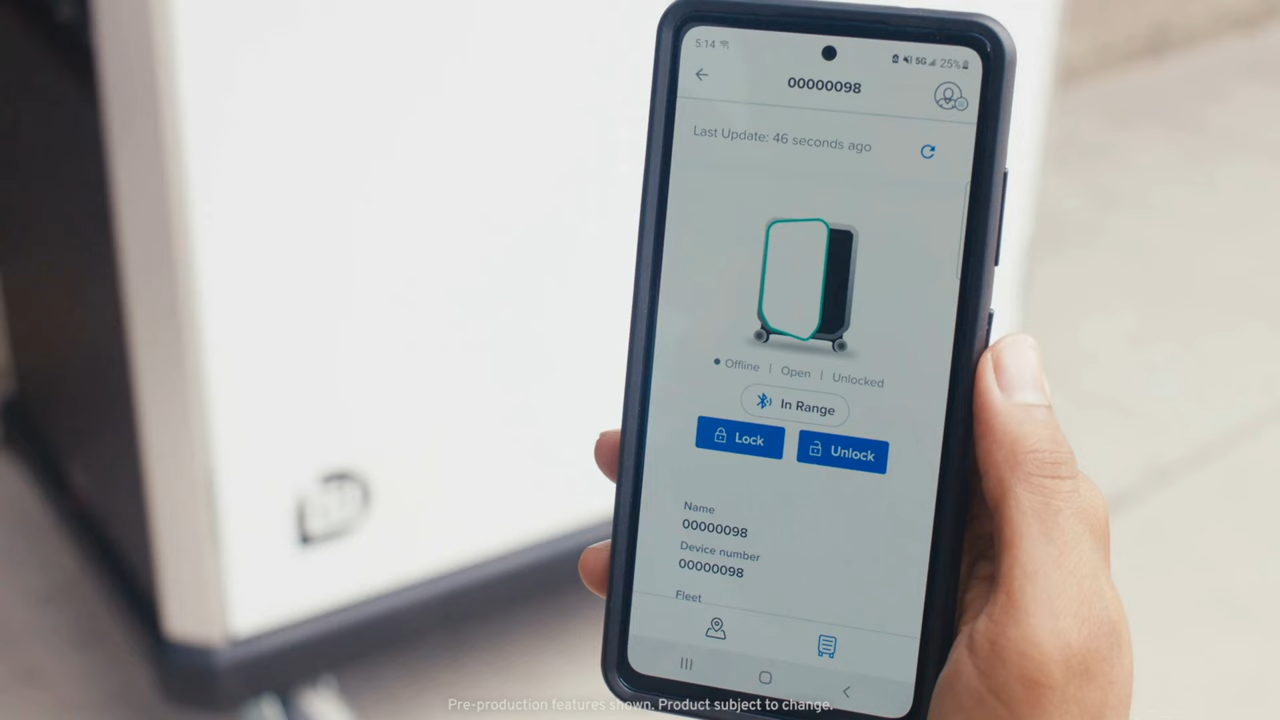 5:14
5G 25%
00000098
Last Update: 46 seconds ago
Offline | Open | Unlocked
In Range
Lock
Unlock
Name
00000098
Device number
00000098
Fleet
Pre-production features shown. Product subject to change.